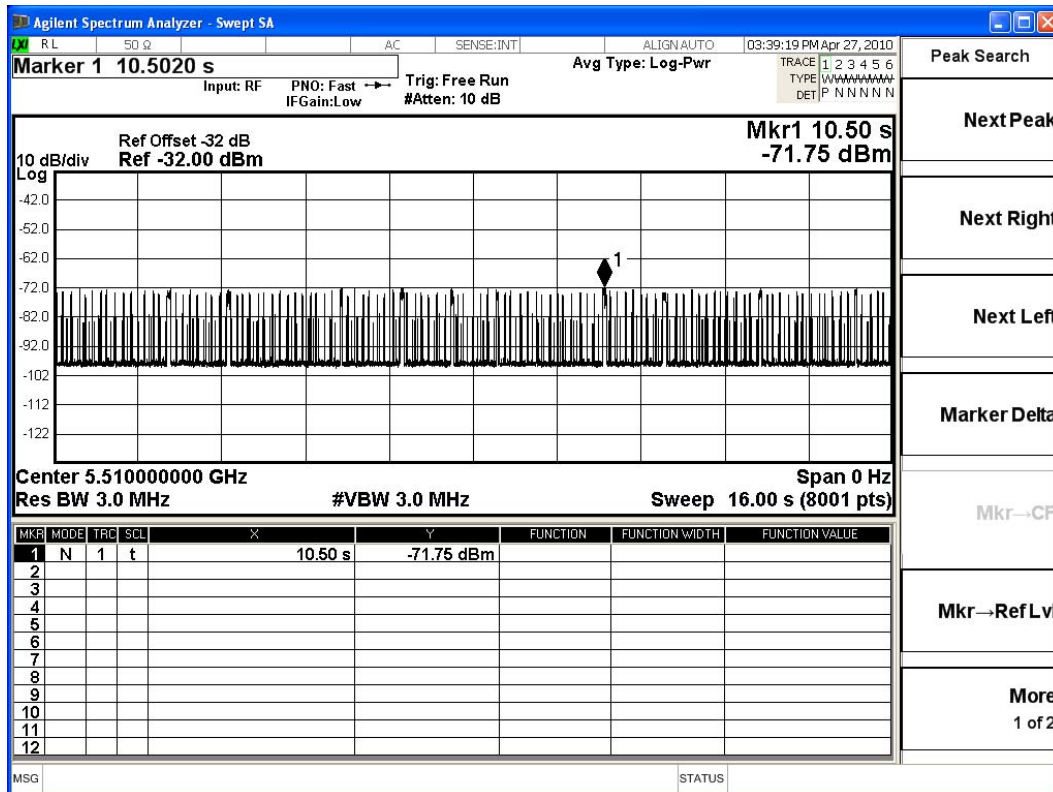 Agilent Spectrum Analyzer - Swept SA
LXI RL 50 Ω AC SENSE:INT ALIGN AUTO 03:39:19 PM Apr 27, 2010
Marker 1 10.5020 s
Input: RF PNO: Fast Trig: Free Run Avg Type: Log-Pwr TRACE 1 2 3 4 5 6
IFGain:Low #Atten: 10 dB TYPE
DET P N N N N N
Peak Search
Next Peak
Next Right
Next Left
Marker Delta
Mkr→CF
Mkr→Ref Lvl
More
1 of 2
Mkr1 10.50 s
-71.75 dBm
Ref Offset -32 dB
10 dB/div Ref -32.00 dBm
Log
-42.0
-52.0
-62.0
-72.0
-82.0
-92.0
-102
-112
-122
1
Center 5.510000000 GHz Span 0 Hz
Res BW 3.0 MHz #VBW 3.0 MHz Sweep 16.00 s (8001 pts)
MKR MODE TRC SCL X Y FUNCTION FUNCTION WIDTH FUNCTION VALUE
1 N 1 t 10.50 s -71.75 dBm
2
3
4
5
6
7
8
9
10
11
12
MSG STATUS